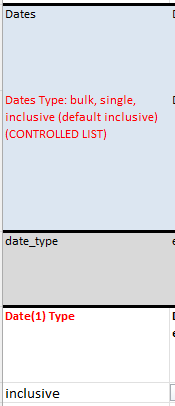 Dates
Dates Type: bulk, single,
inclusive (default inclusive)
(CONTROLLED LIST)
date_type
Date(1) Type
inclusive